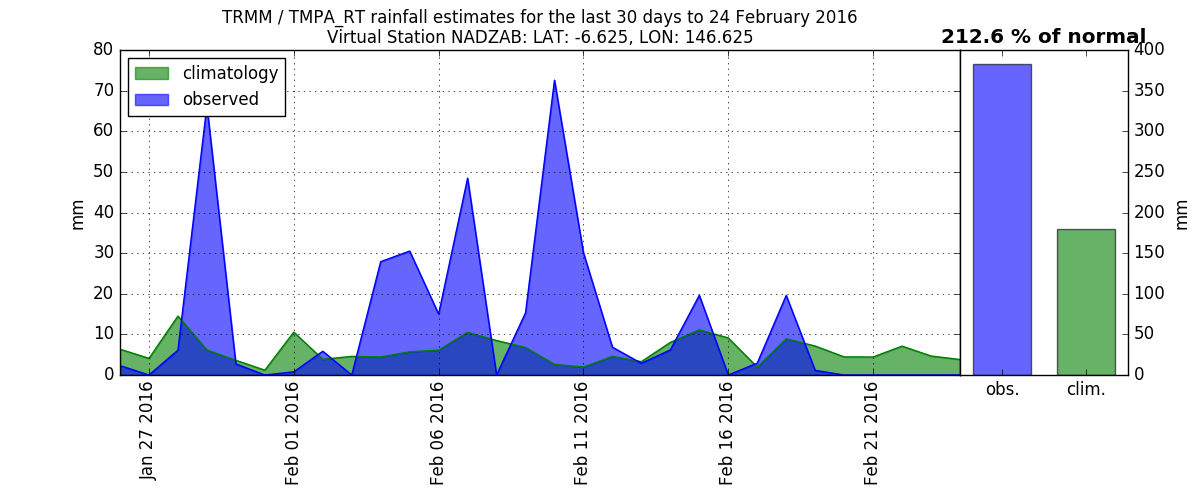 TRMM / TMPA_RT rainfall estimates for the last 30 days to 24 February 2016
Virtual Station NADZAB: LAT: -6.625, LON: 146.625
212.6 % of normal
climatology
observed
mm
80
70
60
50
40
30
20
10
0
Jan 27 2016
Feb 01 2016
Feb 06 2016
Feb 11 2016
Feb 16 2016
Feb 21 2016
obs.
clim.
400
350
300
250
200
150
100
50
0
mm